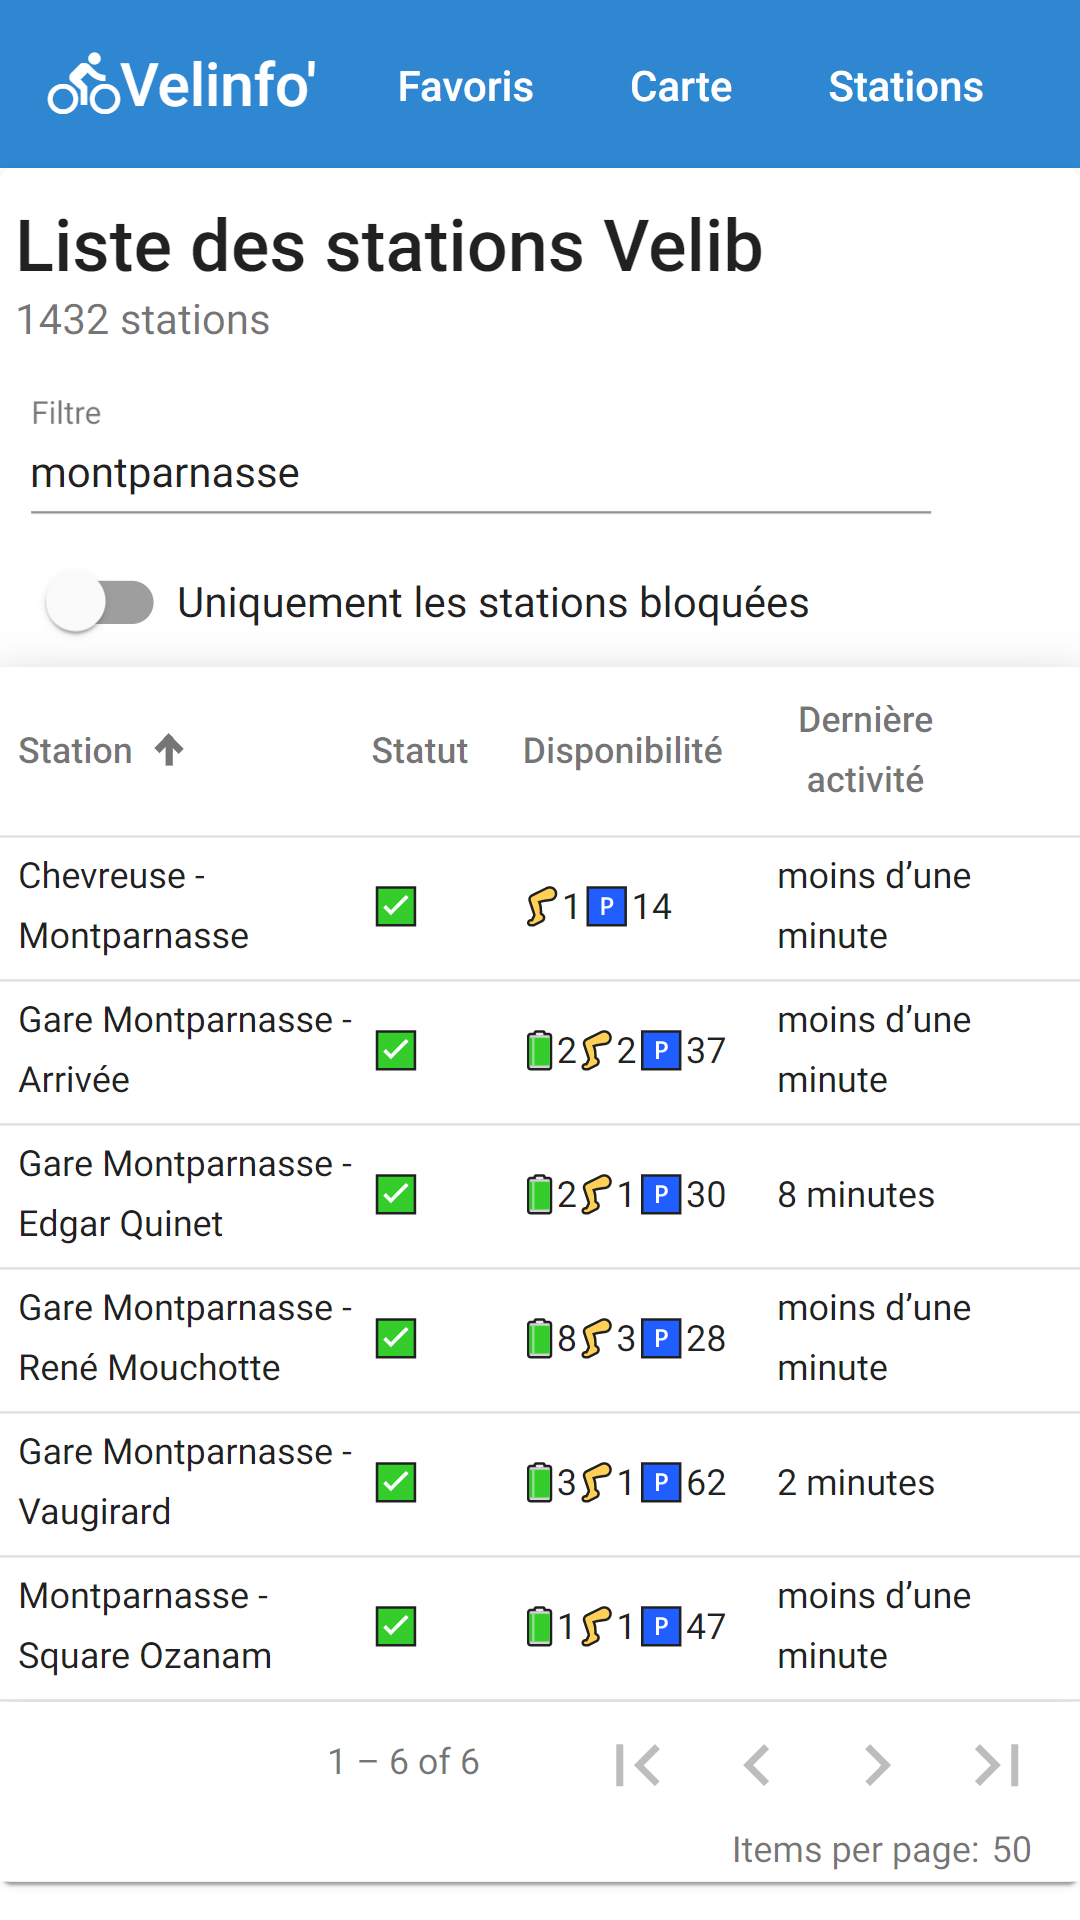 Velinfo' Favoris Carte Stations
Liste des stations Velib
1432 stations
Filtre
montparnasse
Uniquement les stations bloquées
Station Statut Disponibilité Dernière
activité
Chevreuse -
Montparnasse
1 P 14
moins d’une
minute
Gare Montparnasse -
Arrivée
2 2 P 37
moins d’une
minute
Gare Montparnasse -
Edgar Quinet
2 1 P 30
8 minutes
Gare Montparnasse -
René Mouchotte
8 3 P 28
moins d’une
minute
Gare Montparnasse -
Vaugirard
3 1 P 62
2 minutes
Montparnasse -
Square Ozanam
1 1 P 47
moins d’une
minute
1 – 6 of 6
Items per page: 50